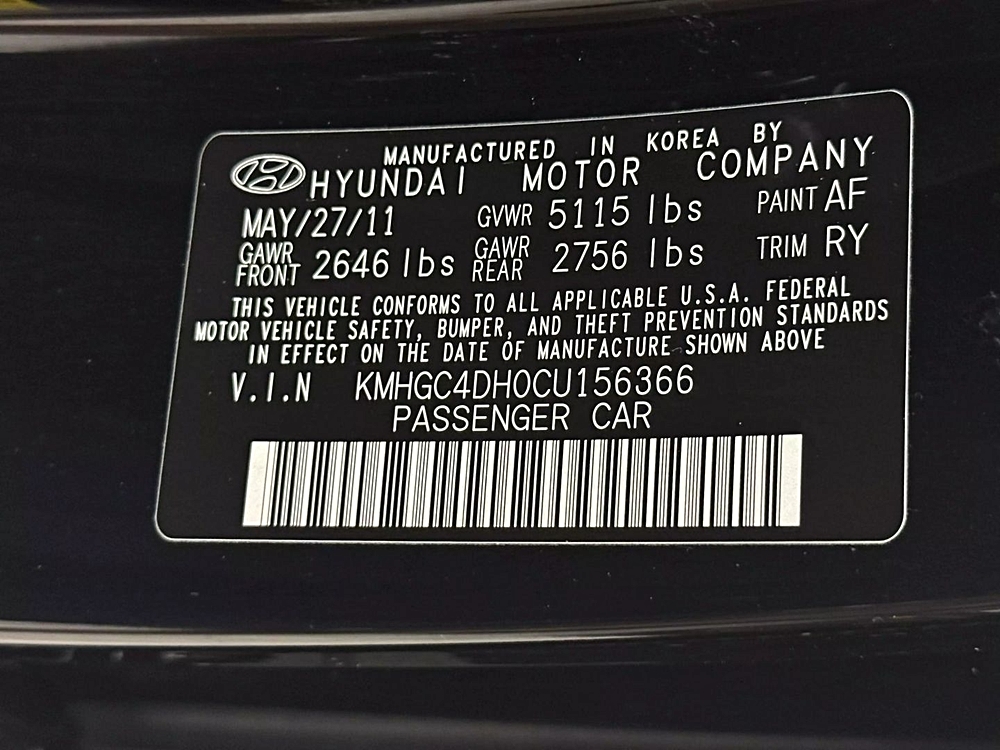 MANUFACTURED IN KOREA BY
HYUNDAI MOTOR COMPANY
MAY/27/11 GVWR 5115 lbs PAINT AF
GAWR FRONT 2646 lbs GAWR REAR 2756 lbs TRIM RY
THIS VEHICLE CONFORMS TO ALL APPLICABLE U.S.A. FEDERAL
MOTOR VEHICLE SAFETY, BUMPER, AND THEFT PREVENTION STANDARDS
IN EFFECT ON THE DATE OF MANUFACTURE SHOWN ABOVE
V.I.N KMHGC4DH0CU156366
PASSENGER CAR